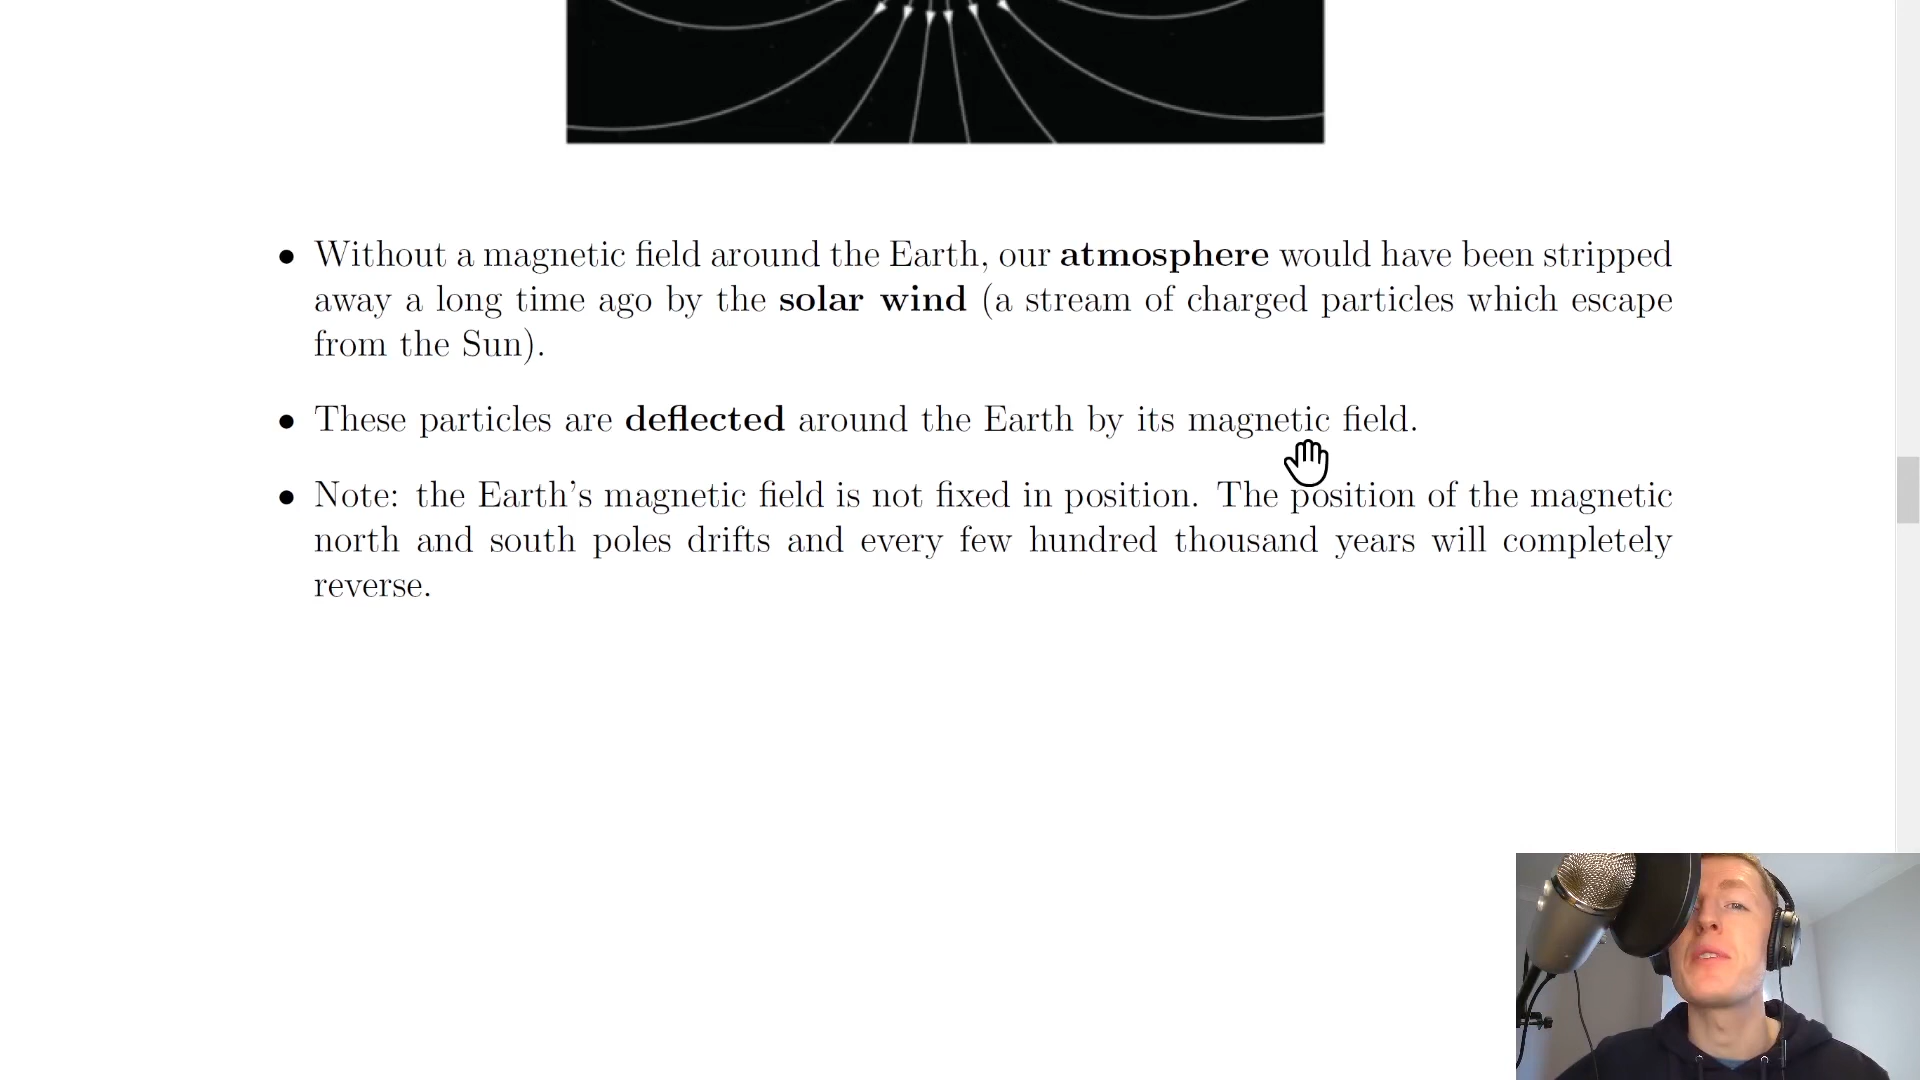 • Without a magnetic field around the Earth, our atmosphere would have been stripped
away a long time ago by the solar wind (a stream of charged particles which escape
from the Sun).
• These particles are deflected around the Earth by its magnetic field.
• Note: the Earth's magnetic field is not fixed in position. The position of the magnetic
north and south poles drifts and every few hundred thousand years will completely
reverse.